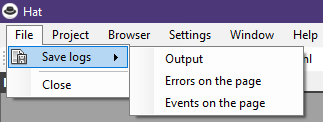 Hat
File Project Browser Settings Window Help
Save logs
Close
Output
Errors on the page
Events on the page